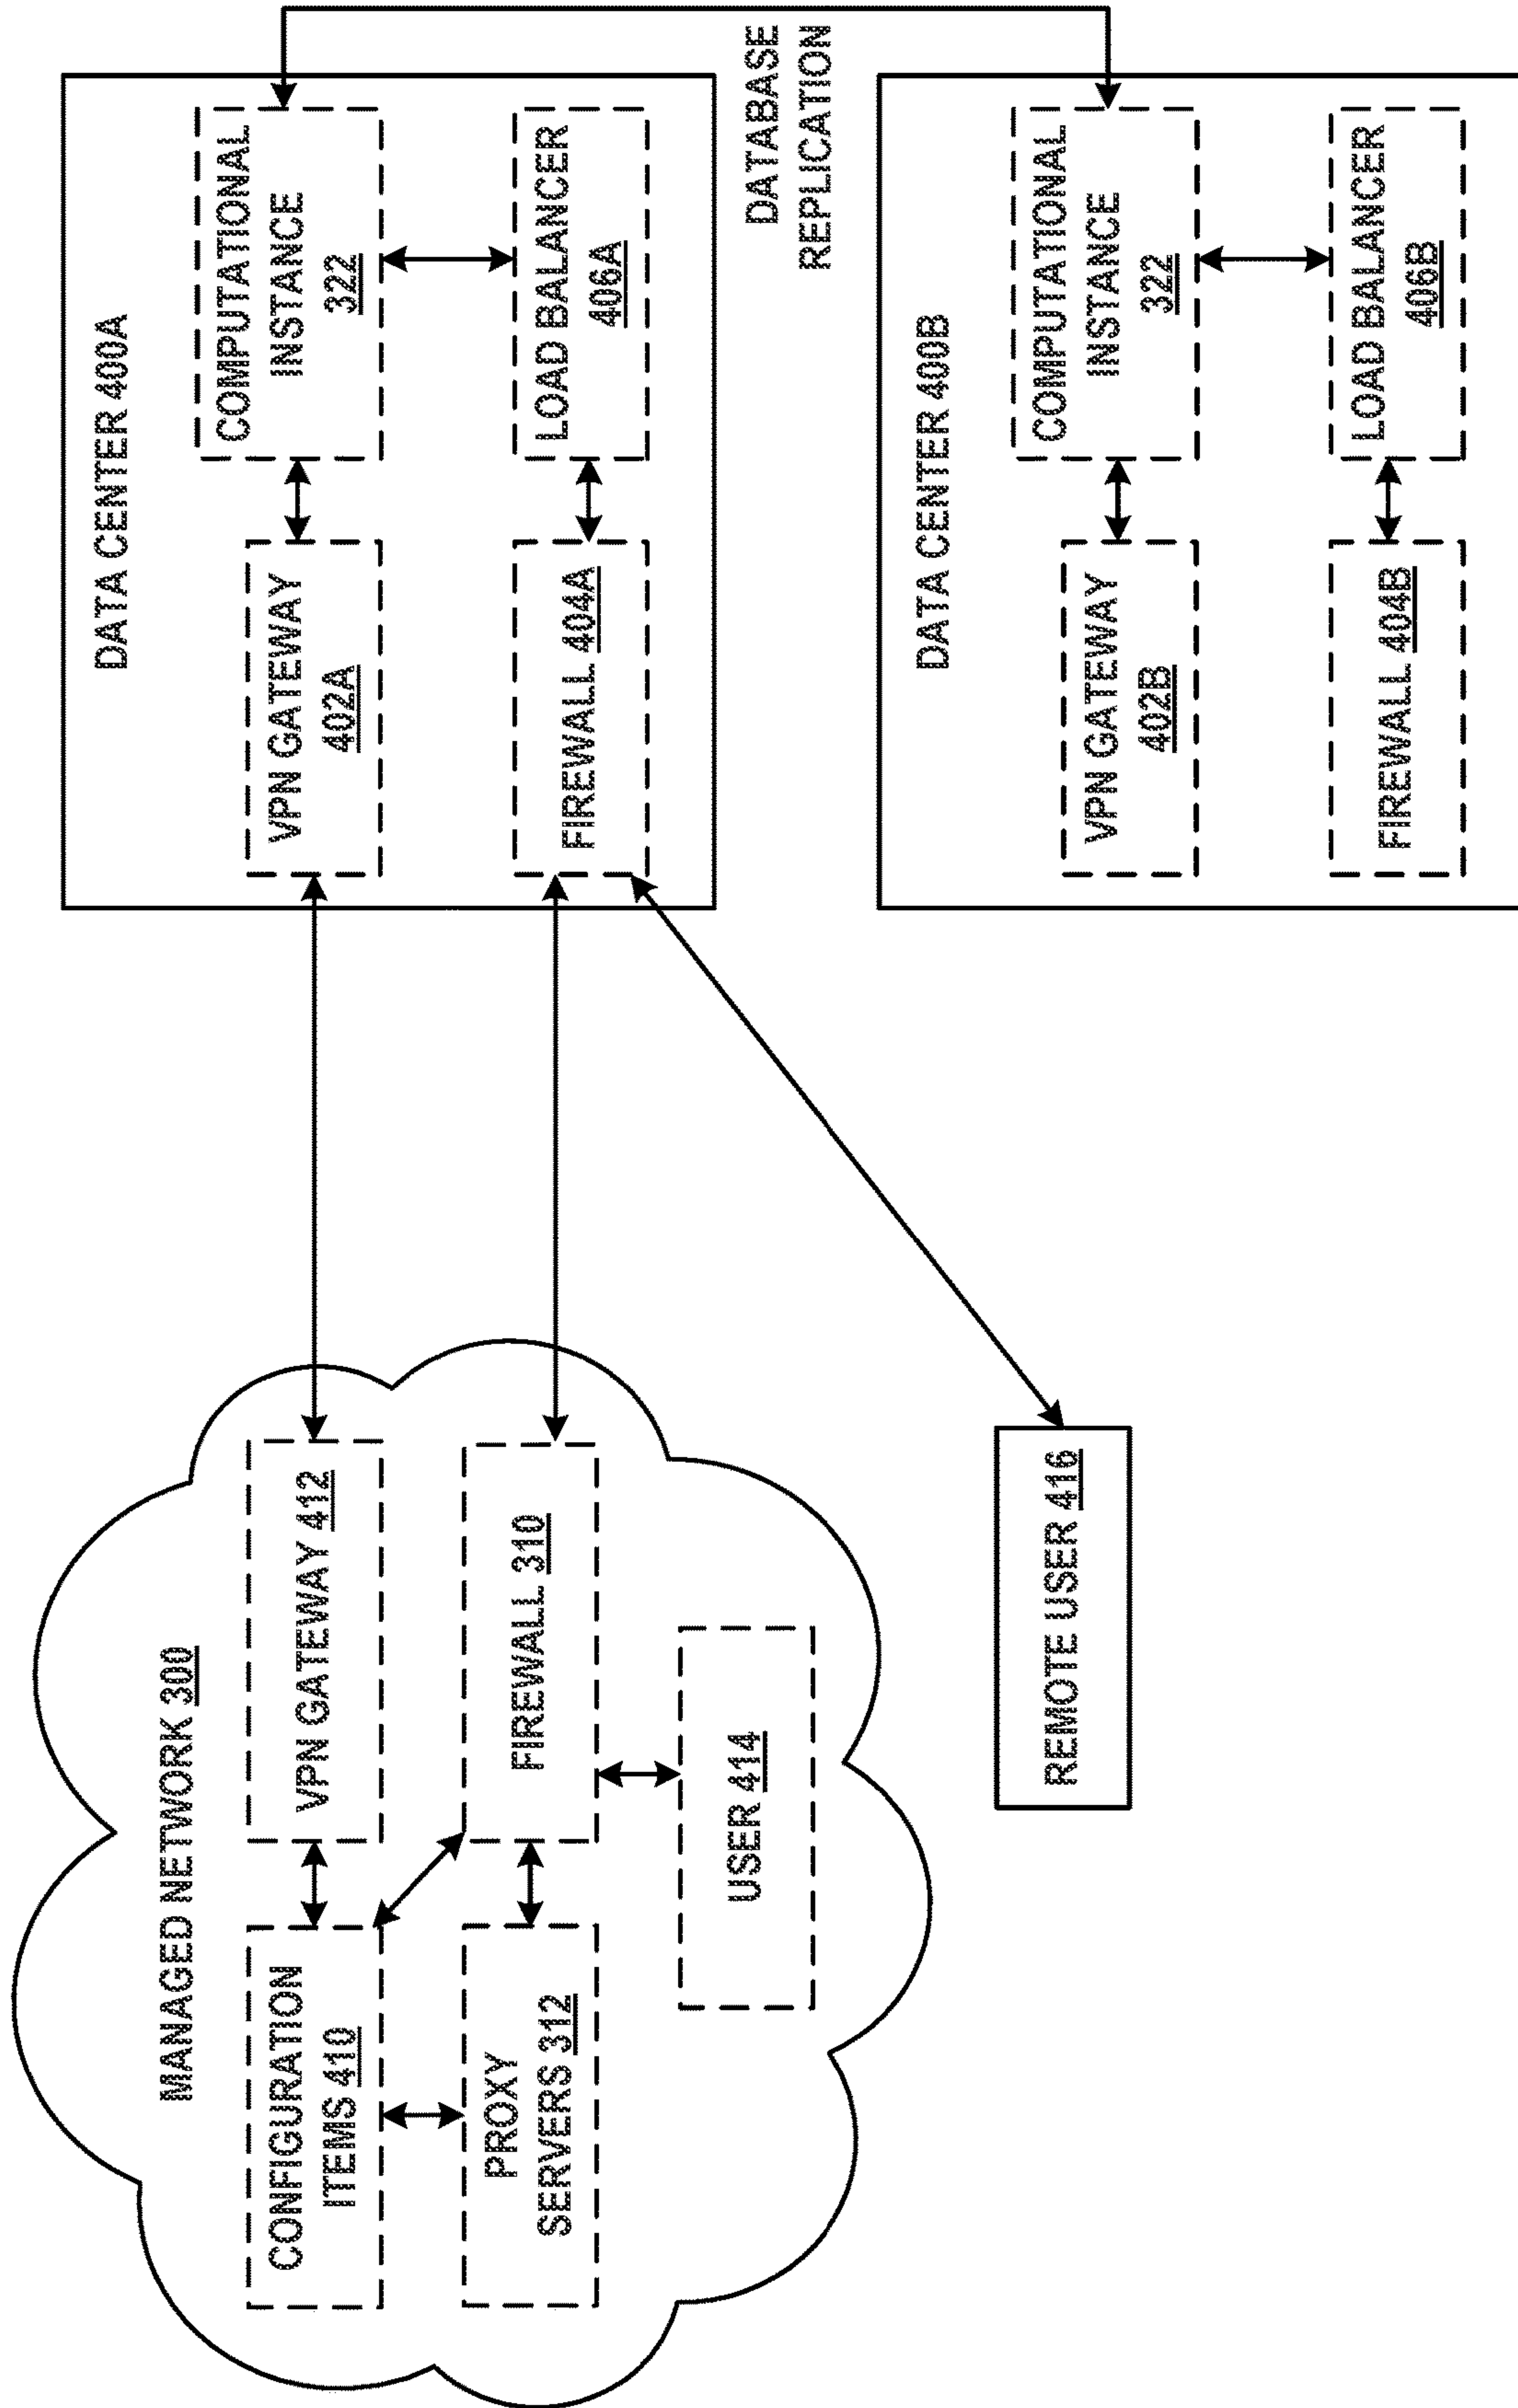 MANAGED NETWORK 300
CONFIGURATION
ITEMS 410
VPN GATEWAY 412
PROXY
SERVERS 312
FIREWALL 310
USER 414
REMOTE USER 416
DATA CENTER 400A
VPN GATEWAY
402A
COMPUTATIONAL
INSTANCE
322
FIREWALL 404A
LOAD BALANCER
406A
DATABASE
REPLICATION
DATA CENTER 400B
VPN GATEWAY
402B
COMPUTATIONAL
INSTANCE
322
FIREWALL 404B
LOAD BALANCER
406B